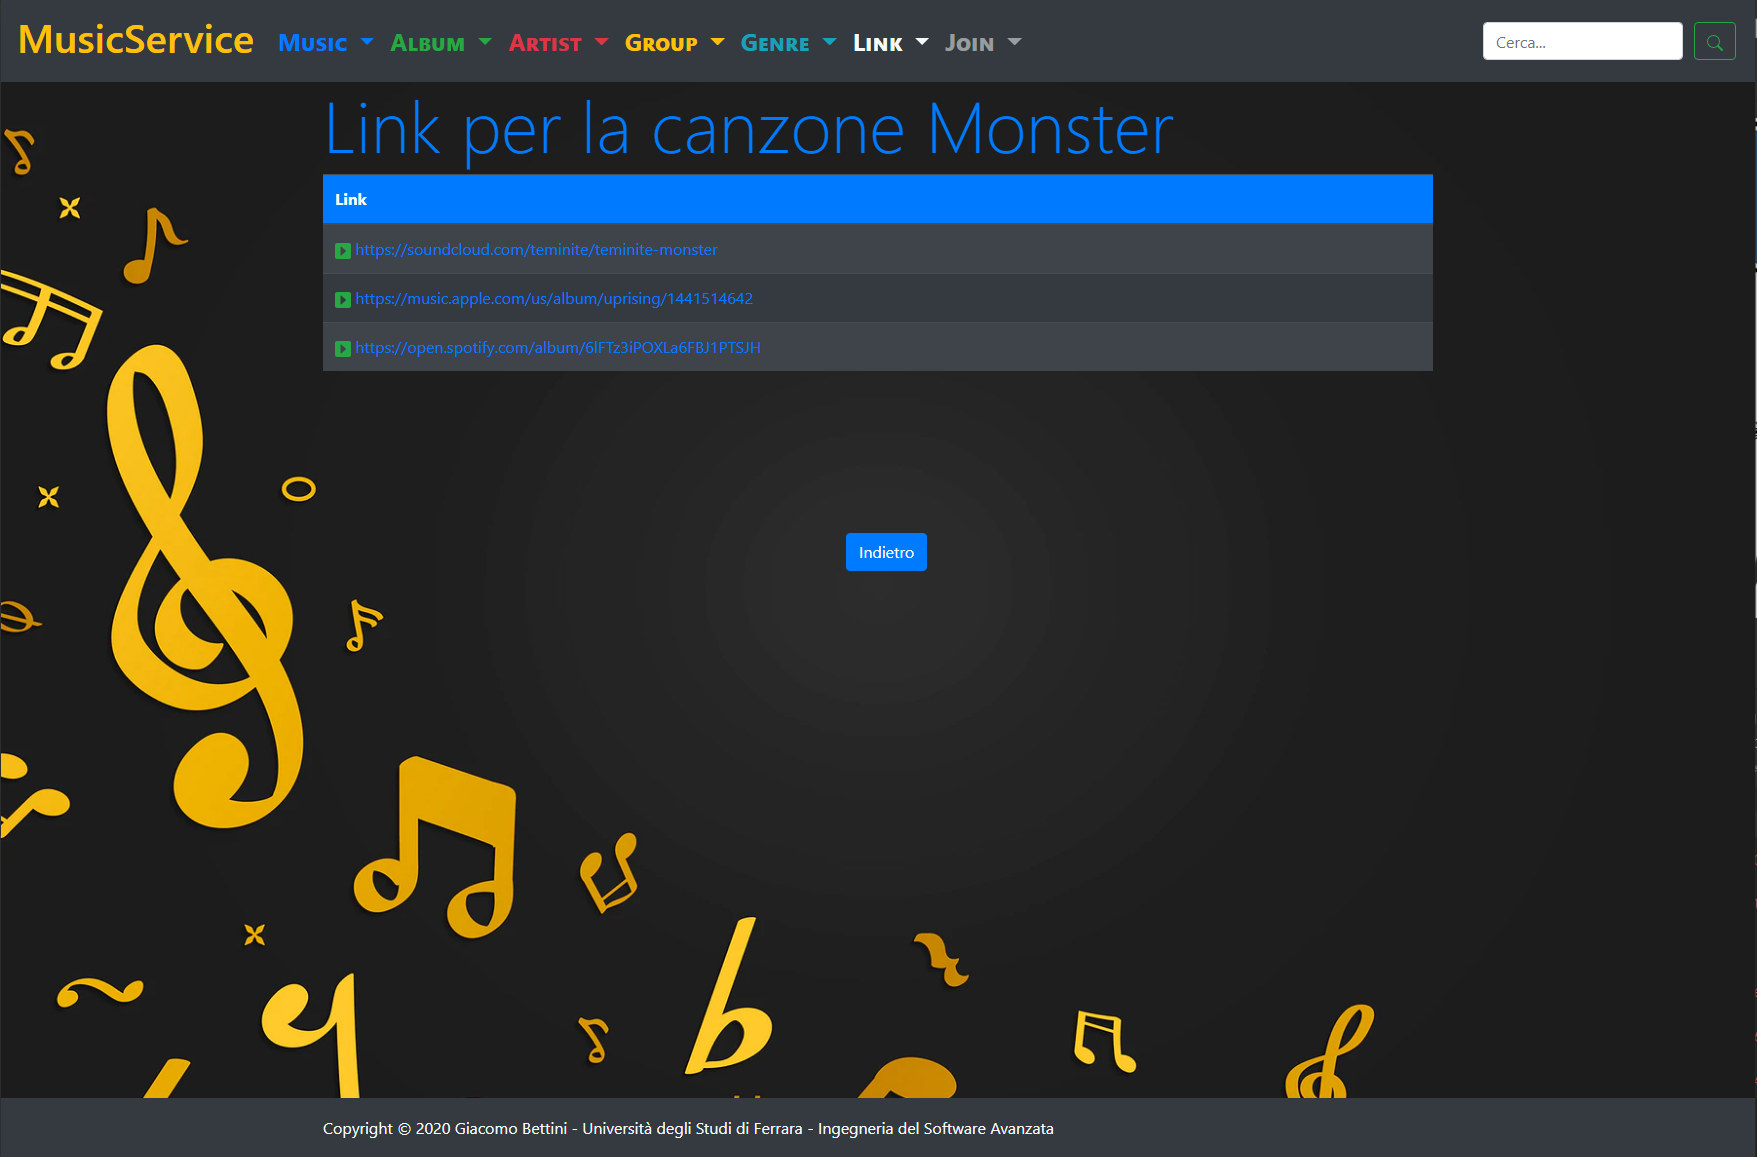 MusicService Music Album Artist Group Genre Link Join Cerca...
Link per la canzone Monster
Link
https://soundcloud.com/teminite/teminite-monster
https://music.apple.com/us/album/uprising/1441514642
https://open.spotify.com/album/6lFTz3iPOXLa6FBJ1PTSJH
Indietro
Copyright © 2020 Giacomo Bettini - Università degli Studi di Ferrara - Ingegneria del Software Avanzata